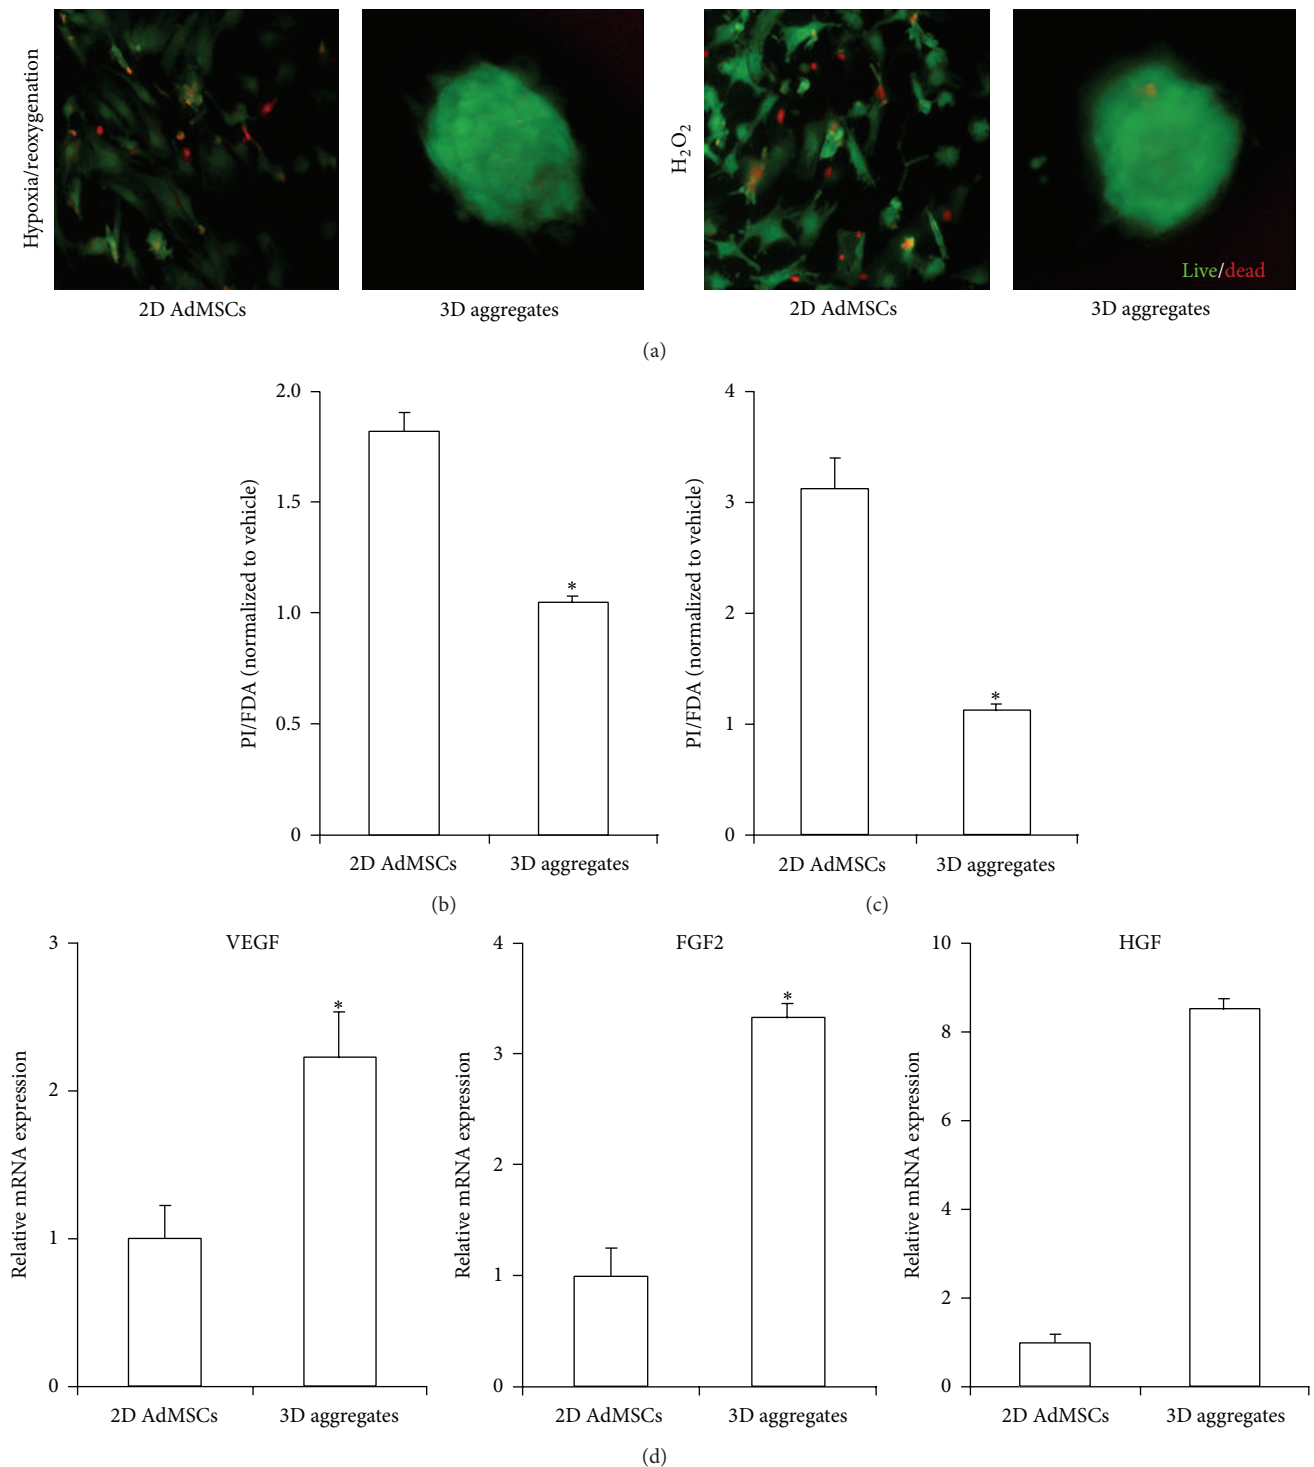 Hypoxia/reoxygenation
2D AdMSCs
3D aggregates
H₂O₂
2D AdMSCs
Live/dead
3D aggregates
(a)
PI/FDA (normalized to vehicle)
2.0
1.5
1.0
0.5
0
*
2D AdMSCs
3D aggregates
(b)
PI/FDA (normalized to vehicle)
4
3
2
1
0
*
2D AdMSCs
3D aggregates
(c)
VEGF
Relative mRNA expression
3
2
1
0
*
2D AdMSCs
3D aggregates
FGF2
Relative mRNA expression
4
3
2
1
0
*
2D AdMSCs
3D aggregates
HGF
Relative mRNA expression
10
8
6
4
2
0
2D AdMSCs
3D aggregates
(d)